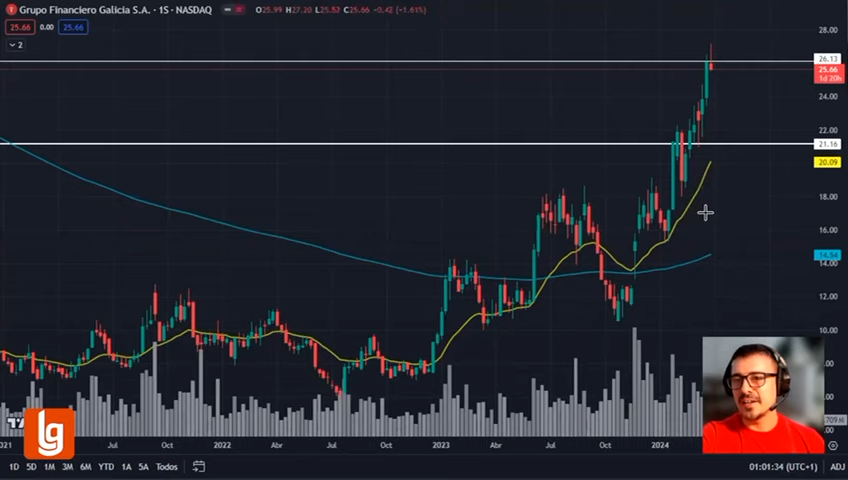 Grupo Financiero Galicia S.A. · 1S · NASDAQ O25.99 H27.20 L25.52 C25.66 -0.42 (-1.61%)
25.66 0.00 25.66
2
28.00
26.13
25.66
1d 20h
24.00
22.00
21.16
20.09
18.00
16.00
14.54
14.00
12.00
10.00
lg
Jul Oct 2022 Abr Jul Oct 2023 Abr Jul Oct 2024
1D 5D 1M 3M 6M YTD 1A 5A Todos 01:01:34 (UTC+1) ADJ